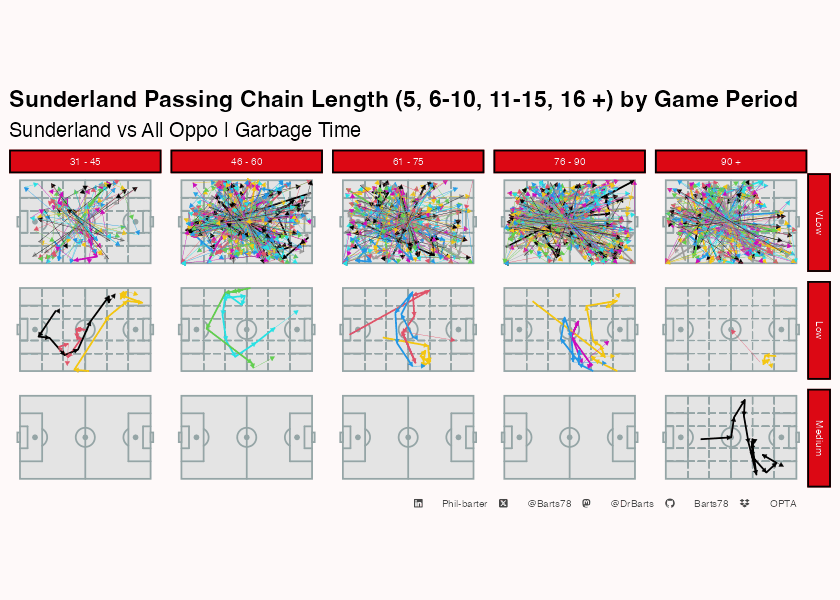 Sunderland Passing Chain Length (5, 6-10, 11-15, 16 +) by Game Period
Sunderland vs All Oppo I Garbage Time
31 - 45
46 - 60
61 - 75
76 - 90
90 +
VLow
Low
Medium
Phil-barter @Barts78 @DrBarts Barts78 OPTA